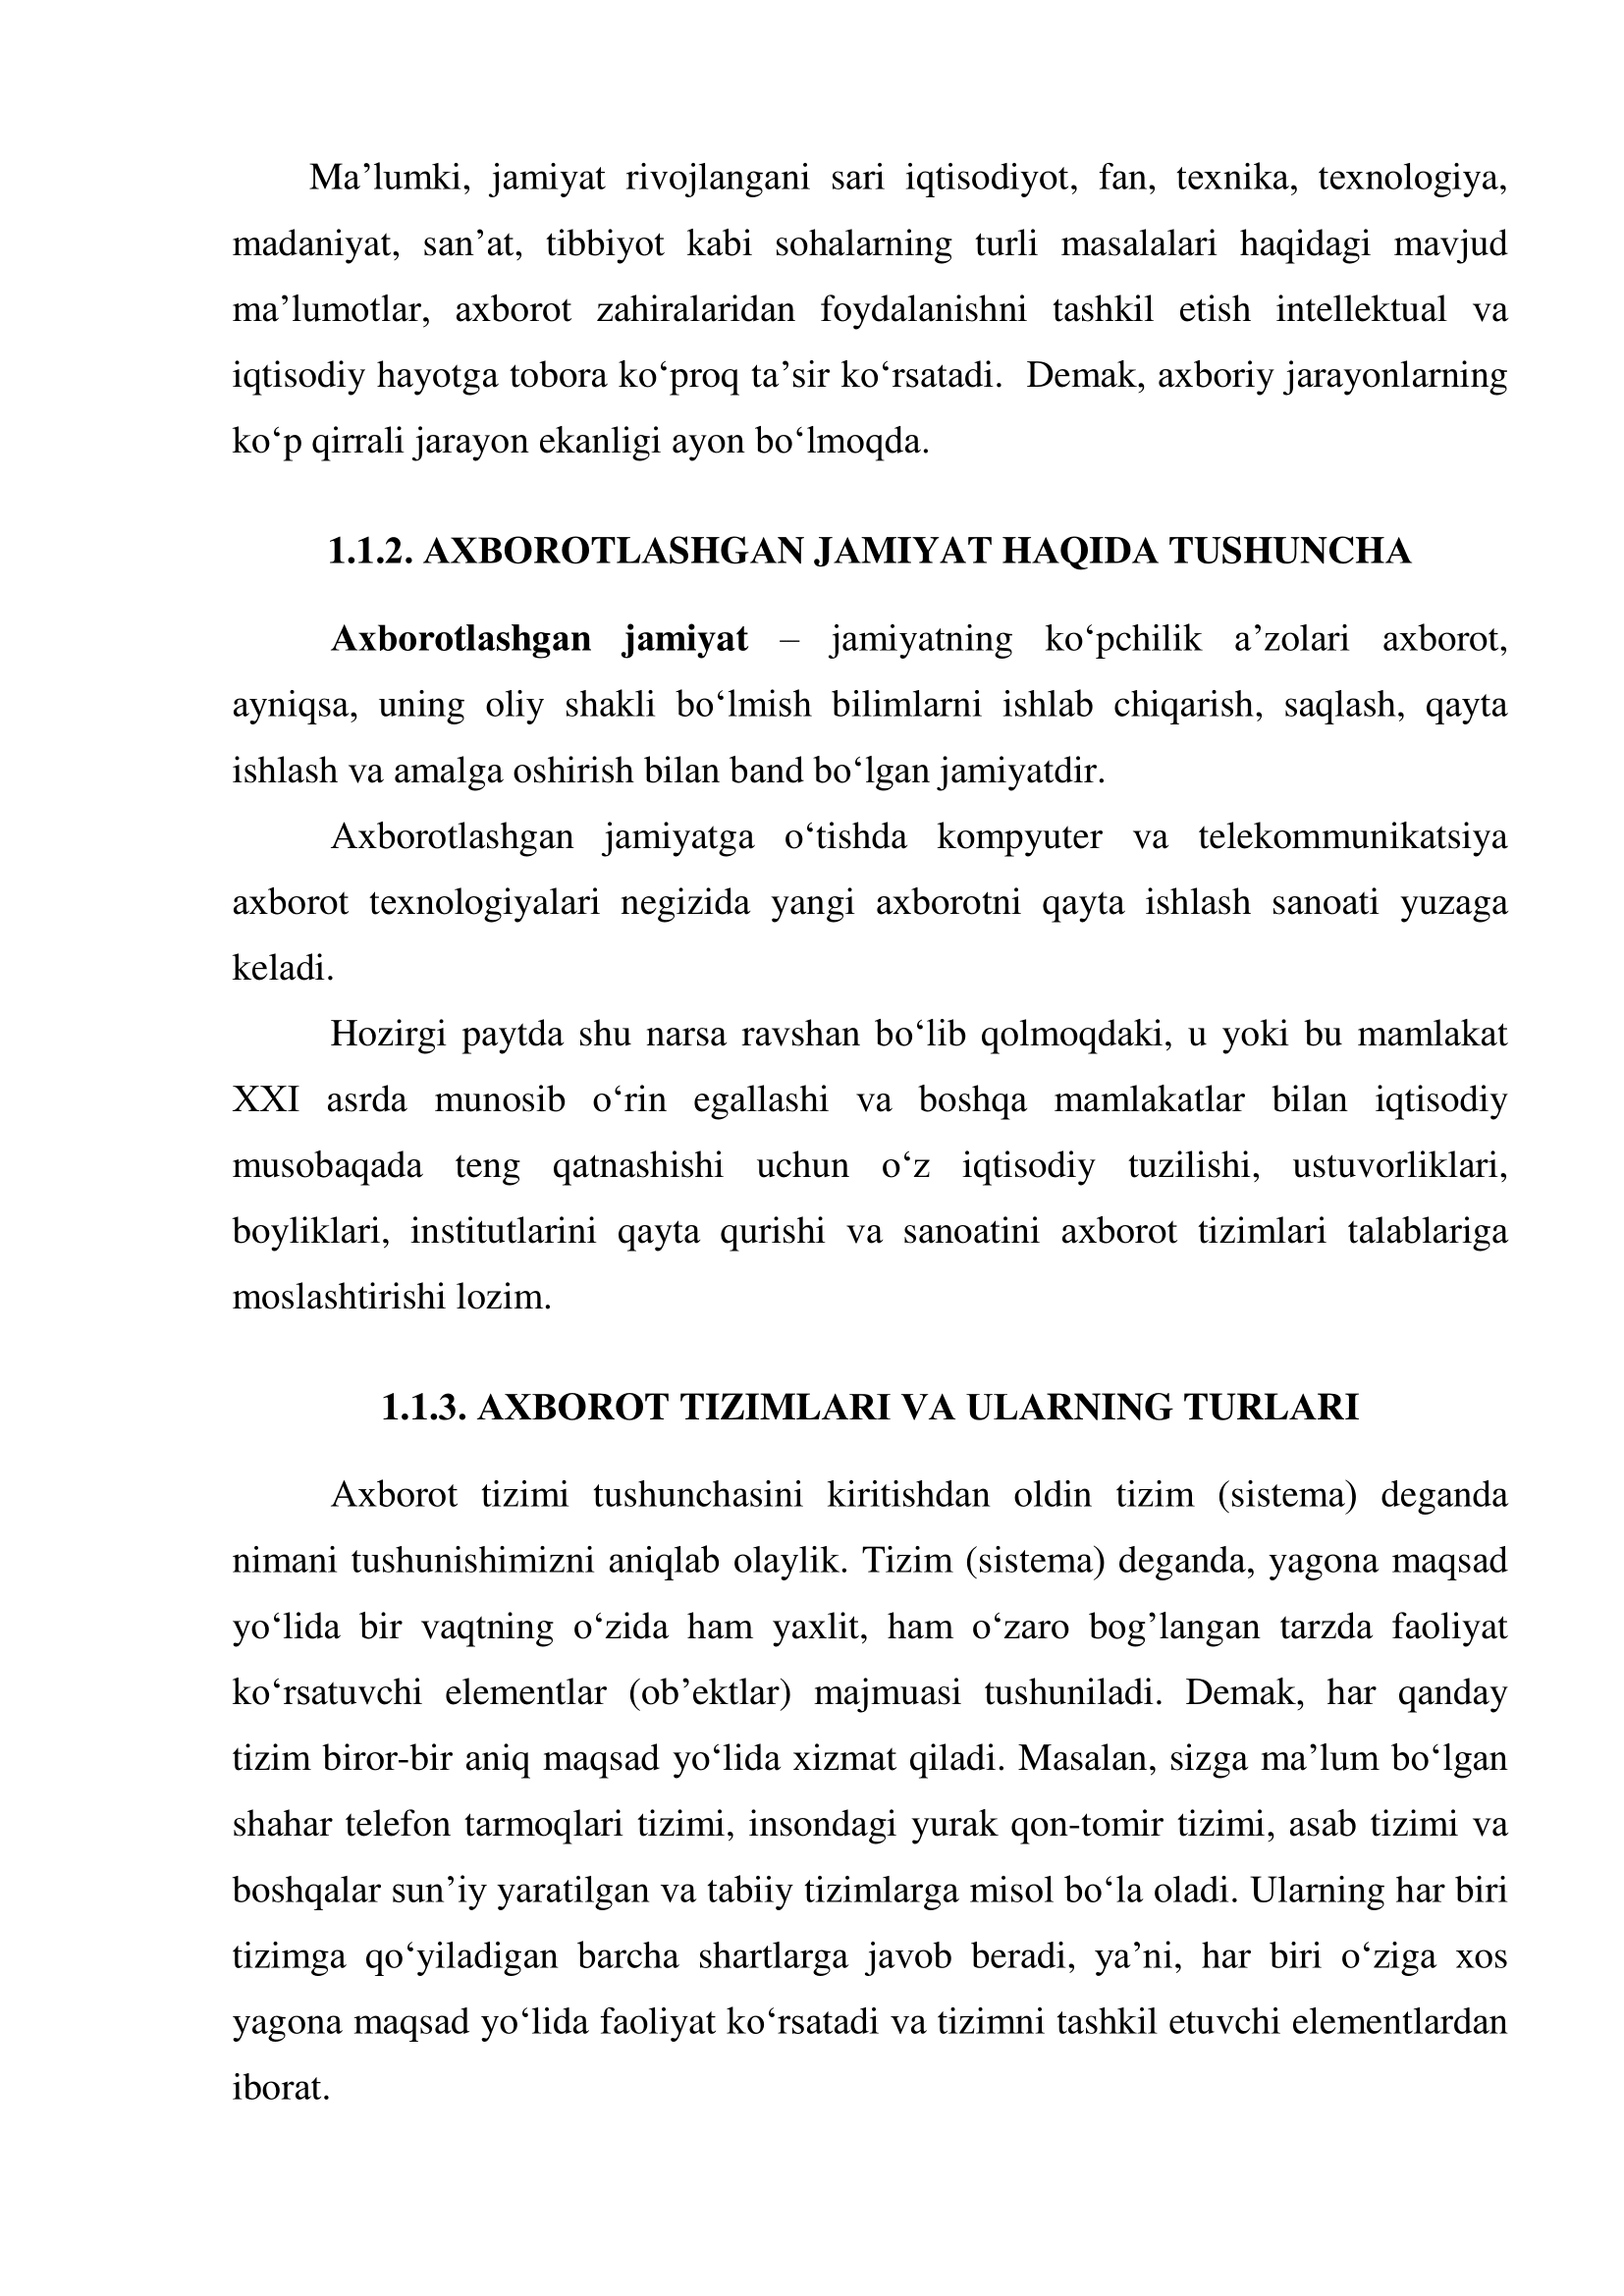 Ma’lumki, jamiyat rivojlangani sari iqtisodiyot, fan, texnika, texnologiya,
madaniyat, san’at, tibbiyot kabi sohalarning turli masalalari haqidagi mavjud
ma’lumotlar, axborot zahiralaridan foydalanishni tashkil etish intellektual va
iqtisodiy hayotga tobora ko‘proq ta’sir ko‘rsatadi.  Demak, axboriy jarayonlarning
ko‘p qirrali jarayon ekanligi ayon bo‘lmoqda.
1.1.2. AXBOROTLASHGAN JAMIYAT HAQIDA TUSHUNCHA
Axborotlashgan jamiyat – jamiyatning ko‘pchilik a’zolari axborot,
ayniqsa, uning oliy shakli bo‘lmish bilimlarni ishlab chiqarish, saqlash, qayta
ishlash va amalga oshirish bilan band bo‘lgan jamiyatdir.
Axborotlashgan jamiyatga o‘tishda kompyuter va telekommunikatsiya
axborot texnologiyalari negizida yangi axborotni qayta ishlash sanoati yuzaga
keladi.
Hozirgi paytda shu narsa ravshan bo‘lib qolmoqdaki, u yoki bu mamlakat
XXI asrda munosib o‘rin egallashi va boshqa mamlakatlar bilan iqtisodiy
musobaqada teng qatnashishi uchun o‘z iqtisodiy tuzilishi, ustuvorliklari,
boyliklari, institutlarini qayta qurishi va sanoatini axborot tizimlari talablariga
moslashtirishi lozim.
1.1.3. AXBOROT TIZIMLARI VA ULARNING TURLARI
Axborot tizimi tushunchasini kiritishdan oldin tizim (sistema) deganda
nimani tushunishimizni aniqlab olaylik. Tizim (sistema) deganda, yagona maqsad
yo‘lida bir vaqtning o‘zida ham yaxlit, ham o‘zaro bog’langan tarzda faoliyat
ko‘rsatuvchi elementlar (ob’ektlar) majmuasi tushuniladi. Demak, har qanday
tizim biror-bir aniq maqsad yo‘lida xizmat qiladi. Masalan, sizga ma’lum bo‘lgan
shahar telefon tarmoqlari tizimi, insondagi yurak qon-tomir tizimi, asab tizimi va
boshqalar sun’iy yaratilgan va tabiiy tizimlarga misol bo‘la oladi. Ularning har biri
tizimga qo‘yiladigan barcha shartlarga javob beradi, ya’ni, har biri o‘ziga xos
yagona maqsad yo‘lida faoliyat ko‘rsatadi va tizimni tashkil etuvchi elementlardan
iborat.